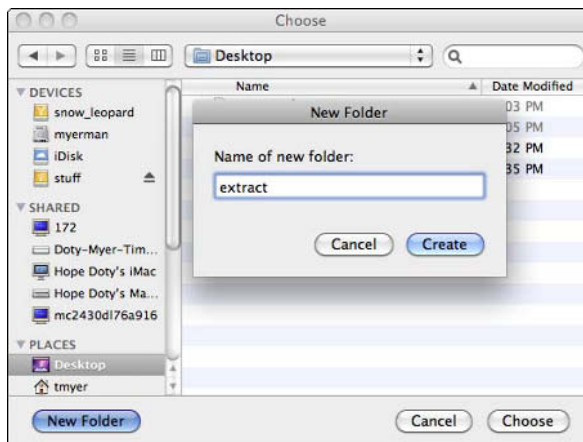 Choose
Desktop
DEVICES
snow_leopard
myerman
iDisk
stuff
SHARED
172
Doty-Myer-Tim...
Hope Doty's iMac
Hope Doty's Ma...
mc2430dl76a916
PLACES
Desktop
tmyer
Name
Date Modified
03 PM
05 PM
32 PM
35 PM
New Folder
Name of new folder:
extract
Cancel
Create
New Folder
Cancel
Choose